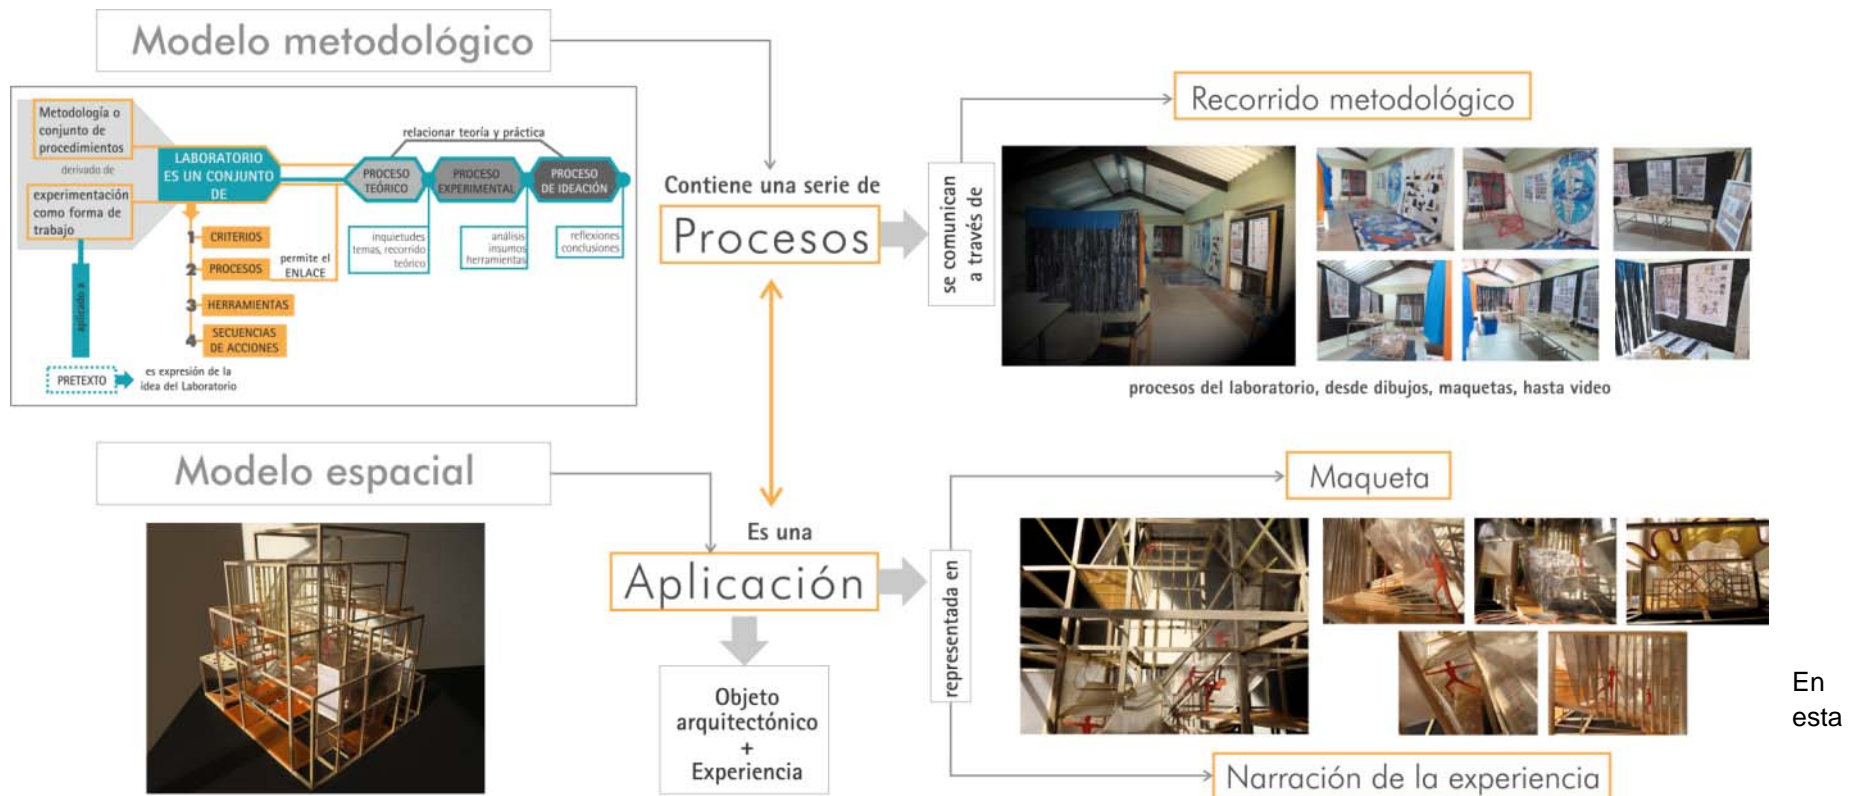 Modelo metodológico
Metodología o
conjunto de
procedimientos
derivado de
experimentación
como forma de
trabajo
aplicado a
PRETEXTO
es expresión de la
idea del Laboratorio
LABORATORIO
ES UN CONJUNTO
DE
1 CRITERIOS
2 PROCESOS
3 HERRAMIENTAS
4 SECUENCIAS
DE ACCIONES
permite el
ENLACE
relacionar teoría y práctica
PROCESO
TEÓRICO
PROCESO
EXPERIMENTAL
PROCESO
DE IDEACIÓN
inquietudes
temas, recorrido
teórico
análisis
insumos
herramientas
reflexiones
conclusiones
Contiene una serie de
Procesos
se comunican
a través de
Recorrido metodológico
procesos del laboratorio, desde dibujos, maquetas, hasta video
Modelo espacial
Es una
Aplicación
Objeto
arquitectónico
+
Experiencia
representada en
Maqueta
Narración de la experiencia
En
esta